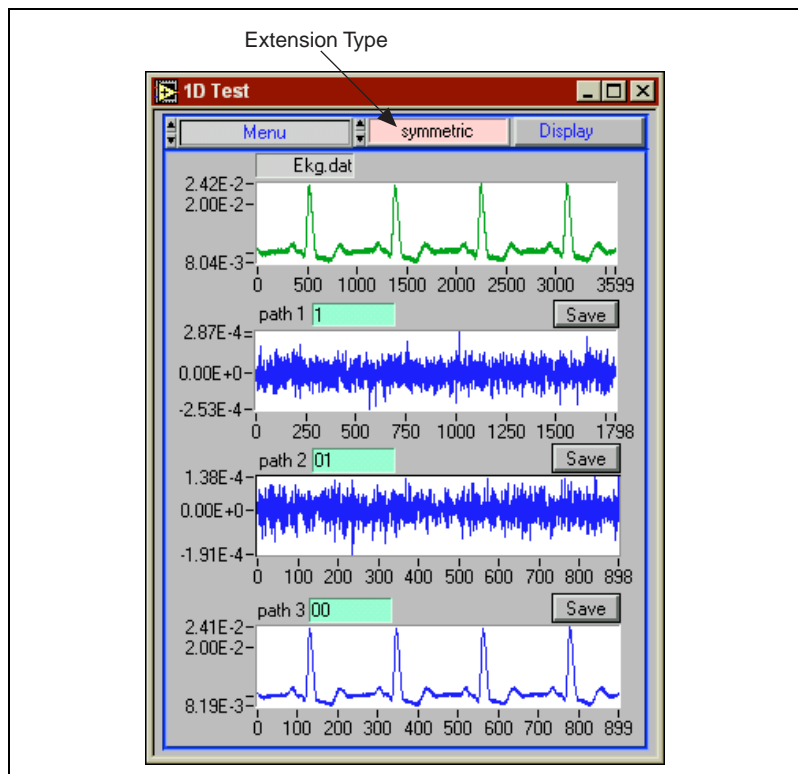 Extension Type
1D Test
Menu symmetric Display
Ekg.dat
2.42E-2
2.00E-2
8.04E-3
0 500 1000 1500 2000 2500 3000 3599
path 1 1 Save
2.87E-4
0.00E+0
-2.53E-4
0 250 500 750 1000 1250 1500 1798
path 2 01 Save
1.38E-4
0.00E+0
-1.91E-4
0 100 200 300 400 500 600 700 800 898
path 3 00 Save
2.41E-2
2.00E-2
8.19E-3
0 100 200 300 400 500 600 700 800 899